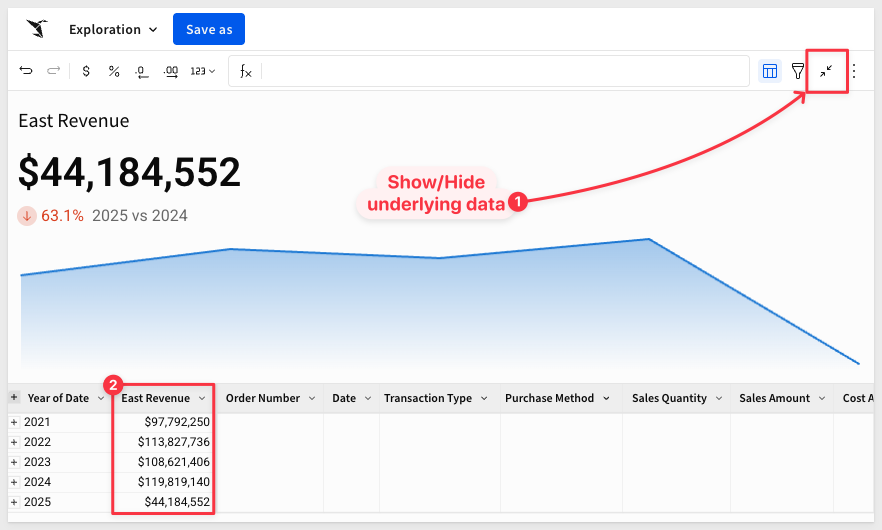 Exploration Save as
$ % .0 .00 123 fx
East Revenue
$44,184,552
63.1% 2025 vs 2024
Show/Hide
underlying data 1
2
Year of Date East Revenue Order Number Date Transaction Type Purchase Method Sales Quantity Sales Amount Cost A
2021 $97,792,250
2022 $113,827,736
2023 $108,621,406
2024 $119,819,140
2025 $44,184,552